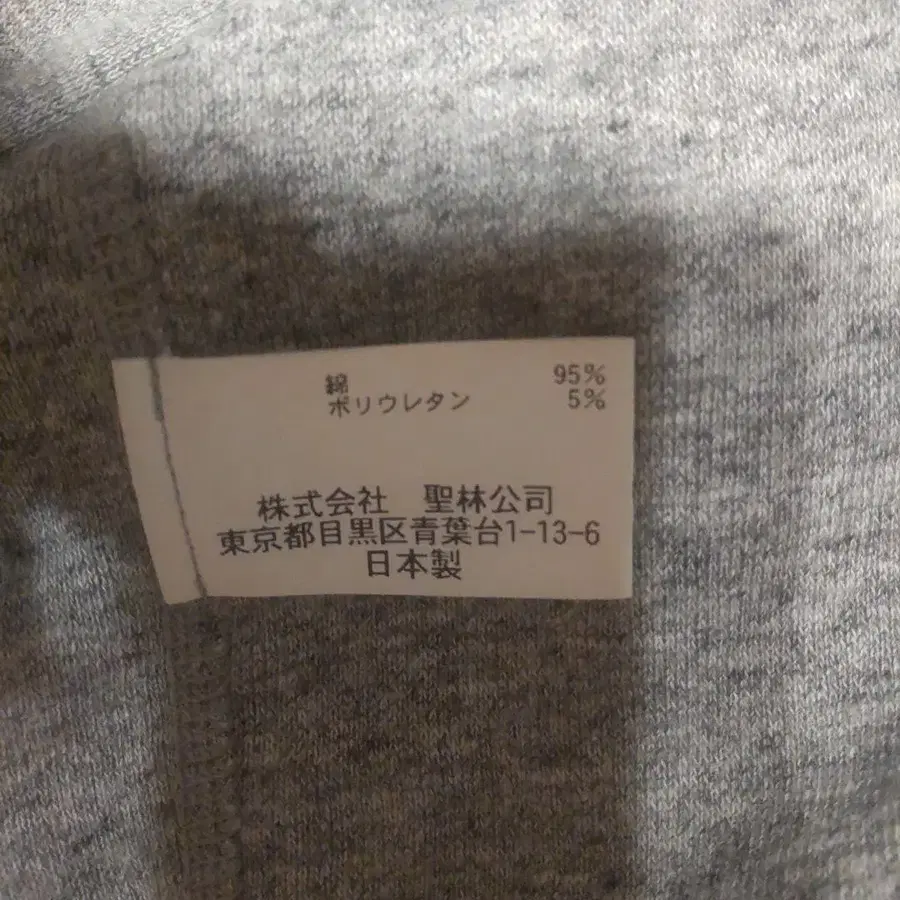 綿 95%
ポリウレタン 5%
株式会社 聖林公司
東京都目黒区青葉台1-13-6
日本製